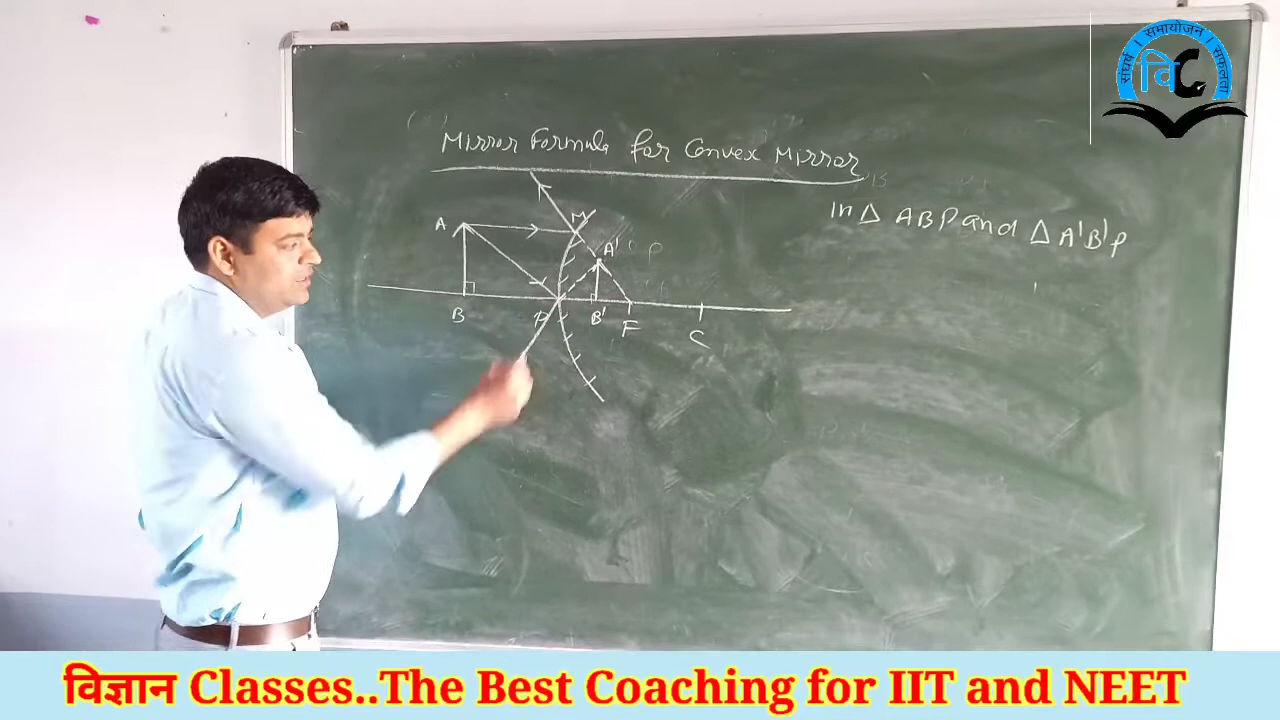 संघर्ष । समायोजन । सफलता
वि C
Mirror Formula for Convex Mirror
In Δ ABP and Δ A'B'P
A
M
A'
B
P
B'
F
C
विज्ञान Classes..The Best Coaching for IIT and NEET